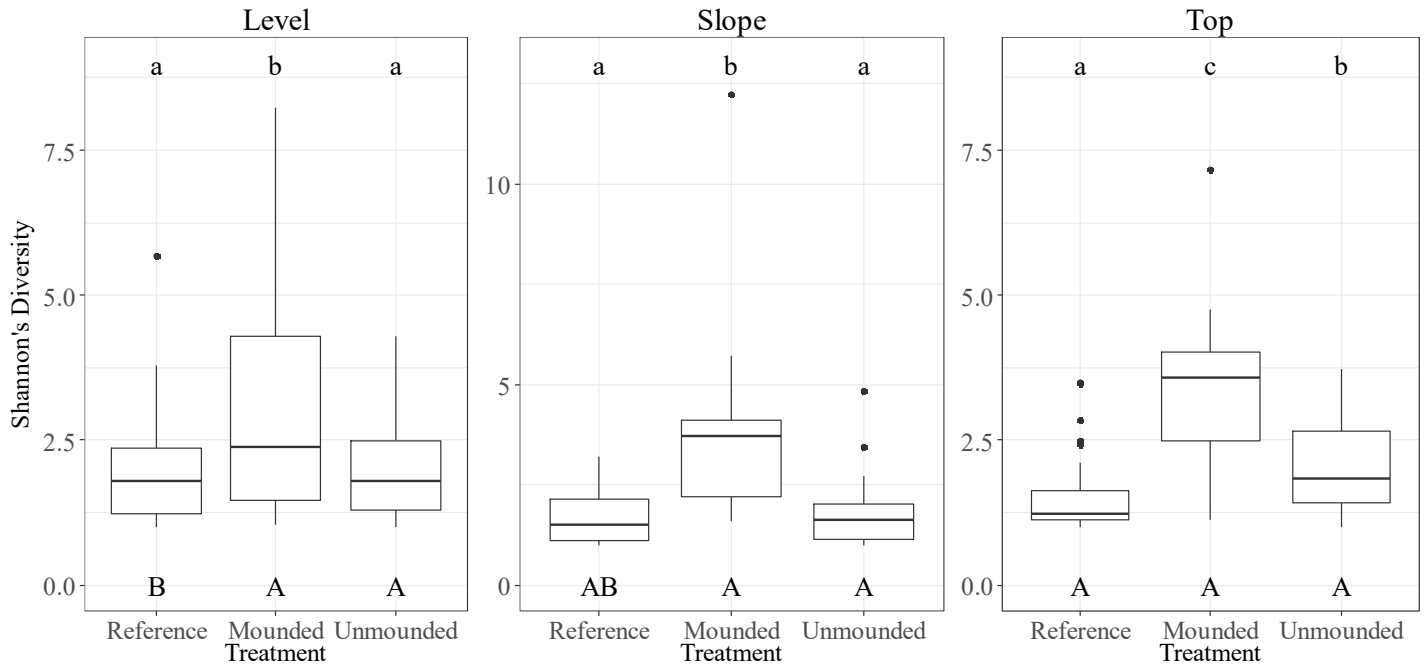 Level Slope Top
a b a a b a a c b
7.5 10 7.5
5.0 5 5.0
2.5 2.5
0.0 0 0.0
Shannon's Diversity
B A A AB A A A A A
Reference Mounded Unmounded Reference Mounded Unmounded Reference Mounded Unmounded
Treatment Treatment Treatment